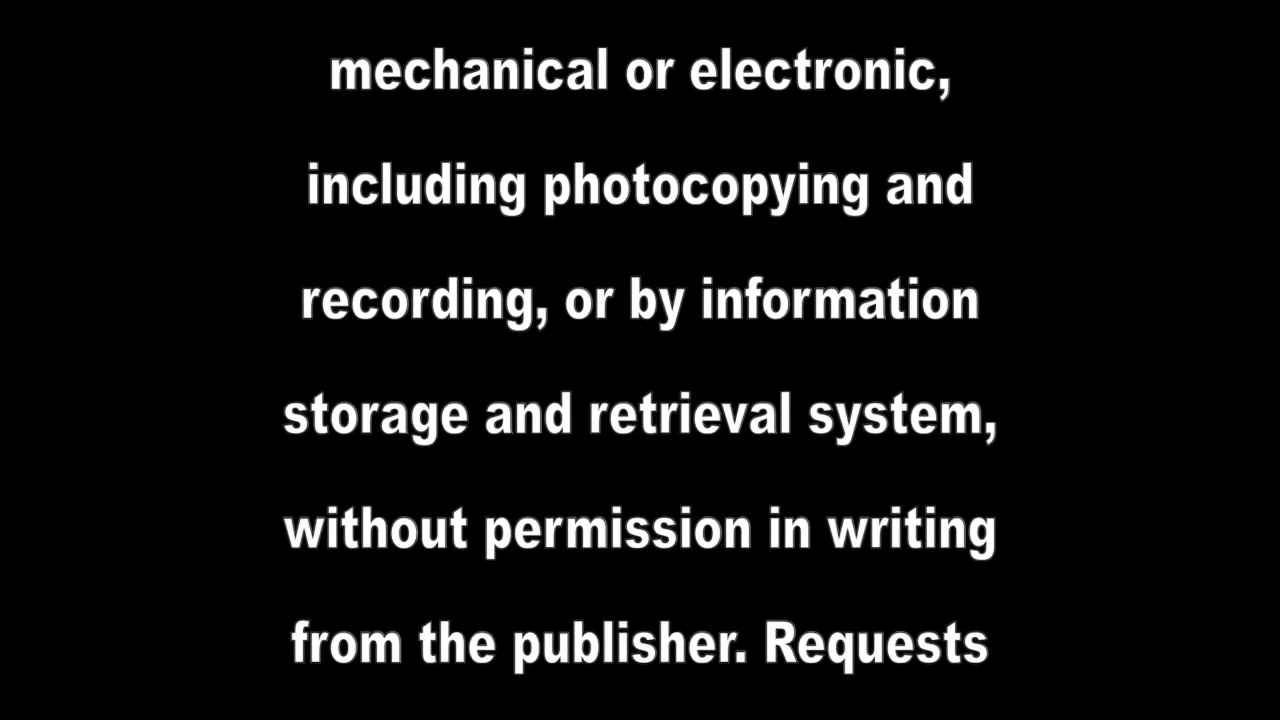 mechanical or electronic,
including photocopying and
recording, or by information
storage and retrieval system,
without permission in writing
from the publisher. Requests